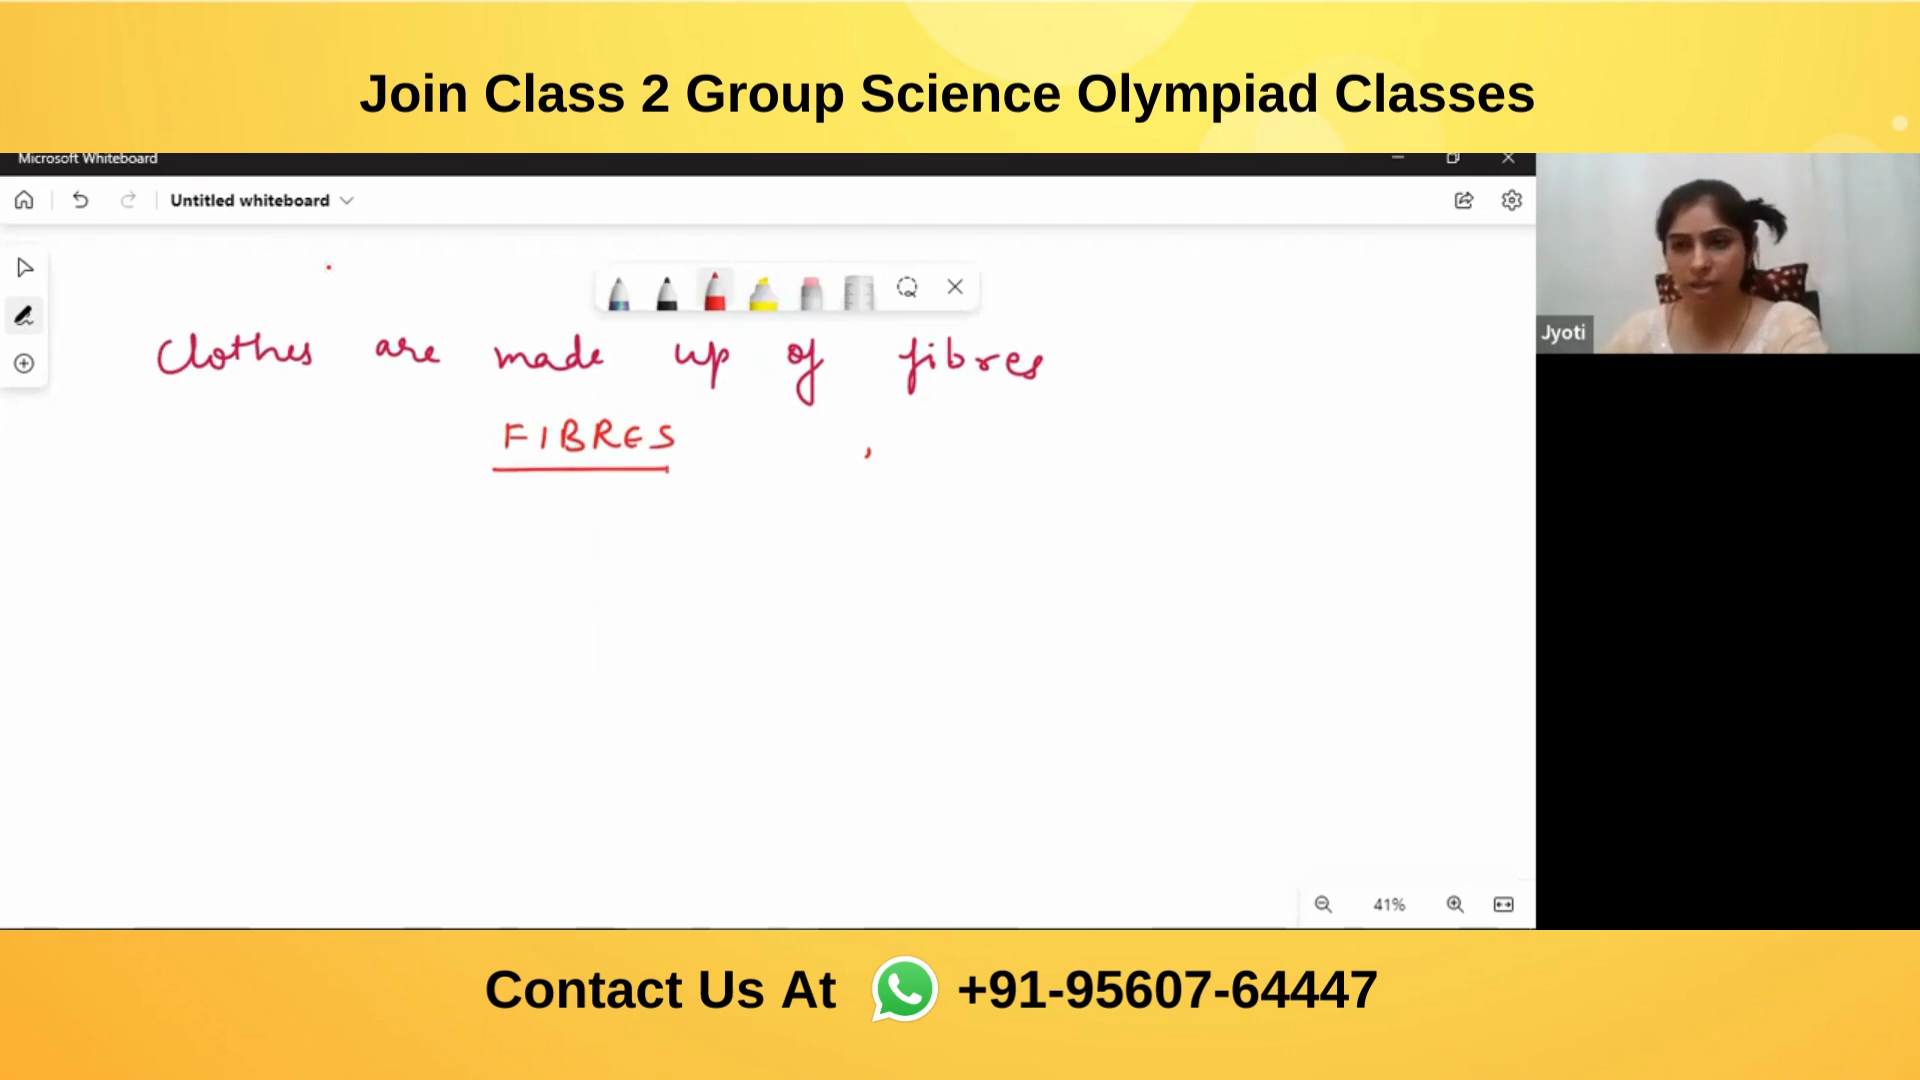 Join Class 2 Group Science Olympiad Classes
Microsoft Whiteboard
Untitled whiteboard
Clothes are made up of fibres
FIBRES
Jyoti
41%
Contact Us At +91-95607-64447